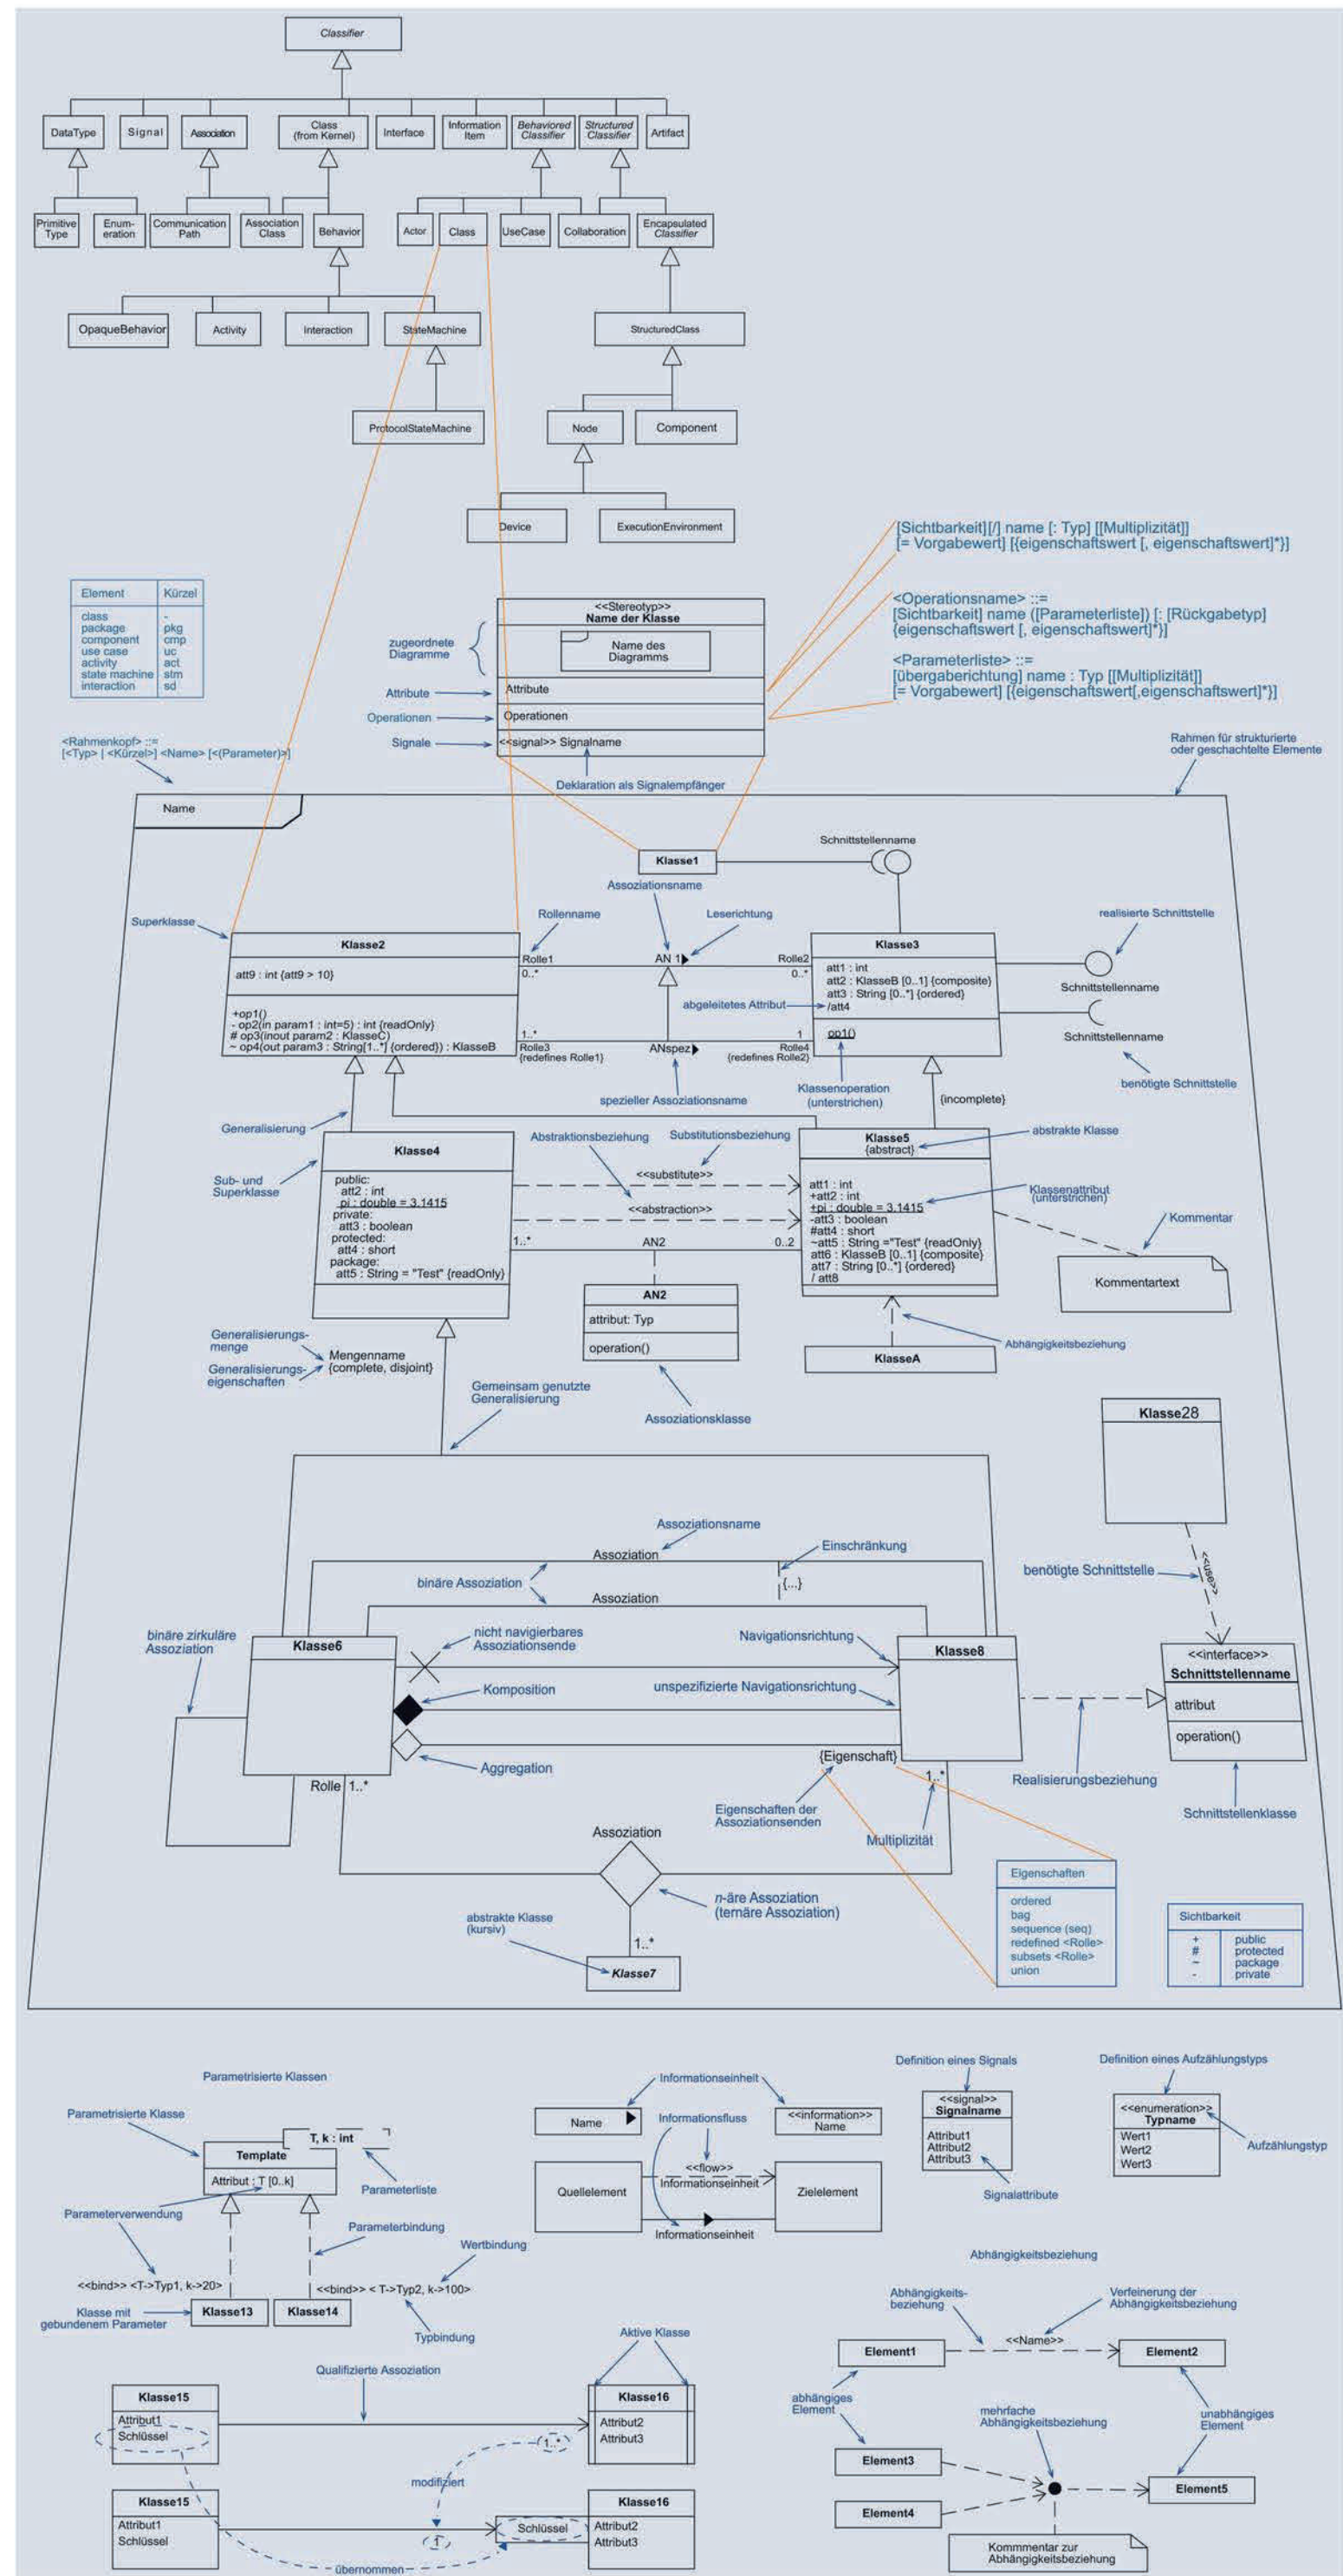 Classifier
DataType
Signal
Association
Class
(from Kernel)
Interface
Information
Item
Behaviored
Classifier
Structured
Classifier
Artifact
Primitive
Type
Enum-
eration
Communication
Path
Association
Class
Behavior
Actor
Class
UseCase
Collaboration
Encapsulated
Classifier
OpaqueBehavior
Activity
Interaction
StateMachine
StructuredClass
ProtocolStateMachine
Node
Component
Device
ExecutionEnvironment
[Sichtbarkeit][/] name [: Typ] [[Multiplizität]]
[= Vorgabewert] [{eigenschaftswert [, eigenschaftswert]*}]
<Operationsname> ::=
[Sichtbarkeit] name ([Parameterliste]) [: [Rückgabetyp]
{eigenschaftswert [, eigenschaftswert]*}]
<Parameterliste> ::=
[übergaberichtung] name : Typ [[Multiplizität]]
[= Vorgabewert] [{eigenschaftswert[,eigenschaftswert]*}]
Element Kürzel
class -
package pkg
component cmp
use case uc
activity act
state machine stm
interaction sd
<<Stereotyp>>
Name der Klasse
zugeordnete
Diagramme
Name des
Diagramms
Attribute
Attribute
Operationen
Operationen
Signale
<<signal>> Signalname
Deklaration als Signalempfänger
<Rahmenkopf> ::=
[<Typ> | <Kürzel>] <Name> [<(Parameter)>]
Rahmen für strukturierte
oder geschachtelte Elemente
Name
Klasse1
Schnittstellenname
Assoziationsname
Superklasse
Rollenname
Leserichtung
realisierte Schnittstelle
Klasse2
att9 : int {att9 > 10}
+op1()
- op2(in param1 : int=5) : int {readOnly}
# op3(inout param2 : KlasseC)
~ op4(out param3 : String[1..*] {ordered}) : KlasseB
Rolle1
0..*
AN 1
Rolle2
0..*
abgeleitetes Attribut
1..*
Rolle3
{redefines Rolle1}
ANspez
1
Rolle4
{redefines Rolle2}
Klasse3
att1 : int
att2 : KlasseB [0..1] {composite}
att3 : String [0..*] {ordered}
/att4
op1()
Schnittstellenname
Schnittstellenname
benötigte Schnittstelle
spezieller Assoziationsname
Klassenoperation
(unterstrichen)
{incomplete}
Generalisierung
Abstraktionsbeziehung
Substitutionsbeziehung
abstrakte Klasse
Sub- und
Superklasse
Klasse4
public:
att2 : int
pi : double = 3.1415
private:
att3 : boolean
protected:
att4 : short
package:
att5 : String = "Test" {readOnly}
<<substitute>>
<<abstraction>>
1..*
AN2
0..2
Klasse5
{abstract}
att1 : int
+att2 : int
+pi : double = 3.1415
-att3 : boolean
#att4 : short
~att5 : String ="Test" {readOnly}
att6 : KlasseB [0..1] {composite}
att7 : String [0..*] {ordered}
/ att8
Klassenattribut
(unterstrichen)
Kommentar
Kommentartext
AN2
attribut: Typ
operation()
Assoziationsklasse
KlasseA
Abhängigkeitsbeziehung
Generalisierungs-
menge
Generalisierungs-
eigenschaften
Mengenname
{complete, disjoint}
Gemeinsam genutzte
Generalisierung
Klasse28
Assoziationsname
Assoziation
Einschränkung
binäre Assoziation
{...}
Assoziation
benötigte Schnittstelle
<<use>>
binäre zirkuläre
Assoziation
Klasse6
nicht navigierbares
Assoziationsende
Navigationsrichtung
Klasse8
Komposition
unspezifizierte Navigationsrichtung
Aggregation
<<interface>>
Schnittstellenname
attribut
operation()
Rolle
1..*
{Eigenschaft}
1..*
Realisierungsbeziehung
Schnittstellenklasse
Eigenschaften der
Assoziationsenden
Multiplizität
Assoziation
n-äre Assoziation
(ternäre Assoziation)
abstrakte Klasse
(kursiv)
1..*
Klasse7
Eigenschaften
ordered
bag
sequence (seq)
redefined <Rolle>
subsets <Rolle>
union
Sichtbarkeit
+ public
# protected
~ package
- private
Parametrisierte Klassen
Parametrisierte Klasse
T, k : int
Template
Attribut : T [0..k]
Parameterliste
Parameterverwendung
Parameterbindung
Wertbindung
<<bind>> <T->Typ1, k->20>
<<bind>> < T->Typ2, k->100>
Klasse mit
gebundenem Parameter
Klasse13
Klasse14
Typbindung
Informationseinheit
Name
Informationsfluss
<<information>>
Name
Quellelement
<<flow>>
Informationseinheit
Zielelement
Informationseinheit
Definition eines Signals
<<signal>>
Signalname
Attribut1
Attribut2
Attribut3
Signalattribute
Definition eines Aufzählungstyps
<<enumeration>>
Typname
Wert1
Wert2
Wert3
Aufzählungstyp
Abhängigkeitsbeziehung
Abhängigkeits-
beziehung
Verfeinerung der
Abhängigkeitsbeziehung
Element1
<<Name>>
Element2
abhängiges
Element
mehrfache
Abhängigkeitsbeziehung
unabhängiges
Element
Element3
Element4
Element5
Kommmentar zur
Abhängigkeitsbeziehung
Qualifizierte Assoziation
Aktive Klasse
Klasse15
Attribut1
Schlüssel
1..*
Klasse16
Attribut2
Attribut3
modifiziert
Klasse15
Attribut1
Schlüssel
1
Schlüssel
Klasse16
Attribut2
Attribut3
übernommen